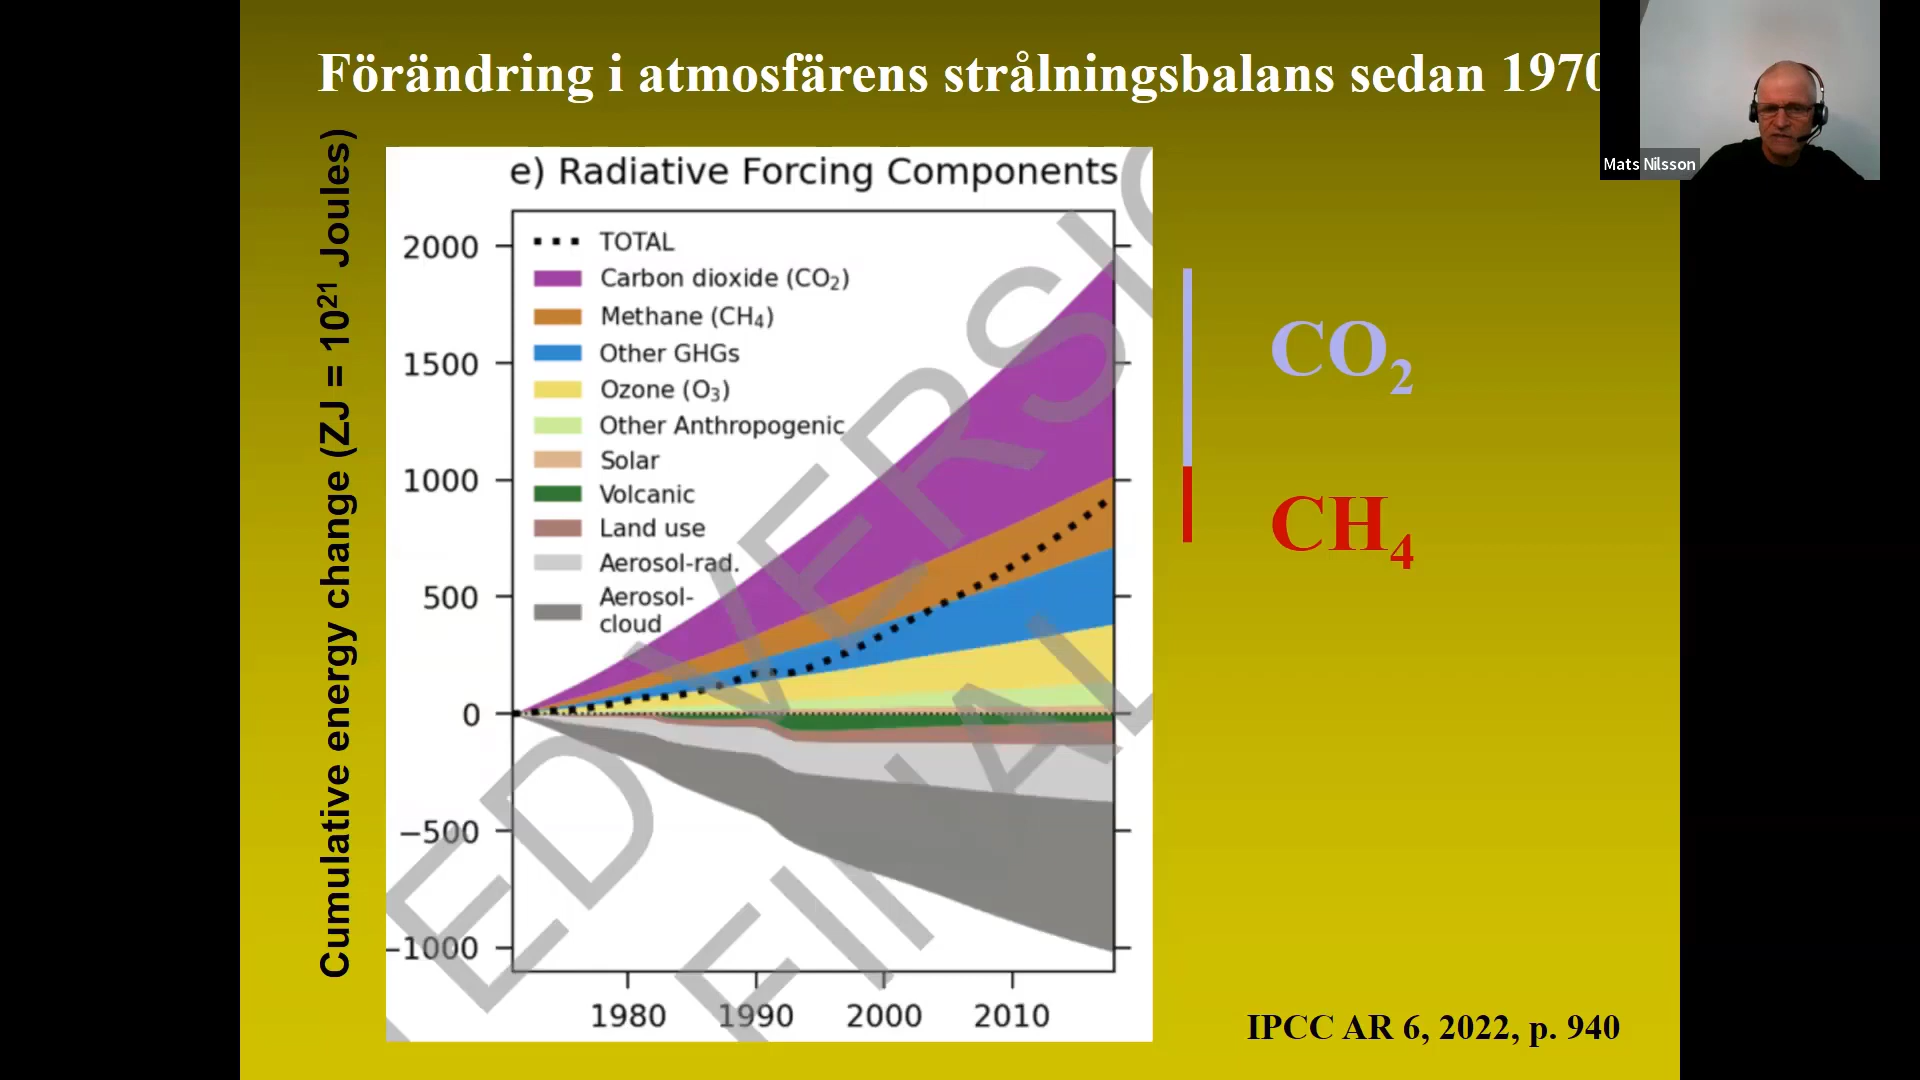 Förändring i atmosfärens strålningsbalans sedan 1970
Mats Nilsson
Cumulative energy change (ZJ = 10²¹ Joules)
e) Radiative Forcing Components
TOTAL
Carbon dioxide (CO₂)
Methane (CH₄)
Other GHGs
Ozone (O₃)
Other Anthropogenic
Solar
Volcanic
Land use
Aerosol-rad.
Aerosol-
cloud
2000
1500
1000
500
0
−500
−1000
1980 1990 2000 2010
CO₂
CH₄
IPCC AR 6, 2022, p. 940
FINAL